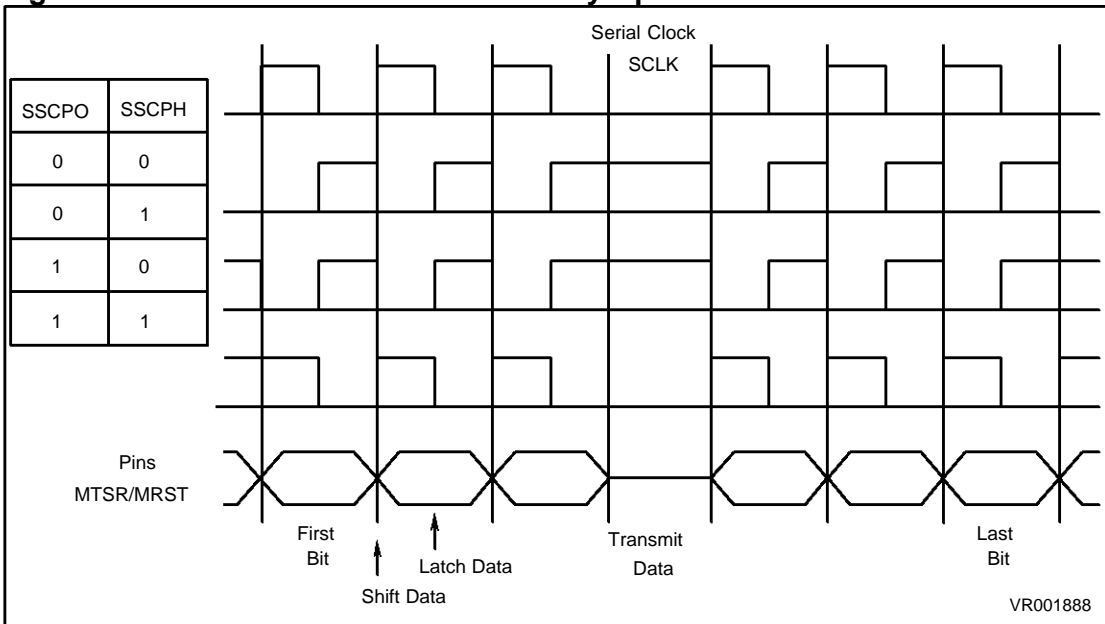 Serial Clock
SCLK
SSCPO SSCPH
0 0
0 1
1 0
1 1
Pins
MTSR/MRST
First
Bit
Latch Data
Shift Data
Transmit
Data
Last
Bit
VR001888